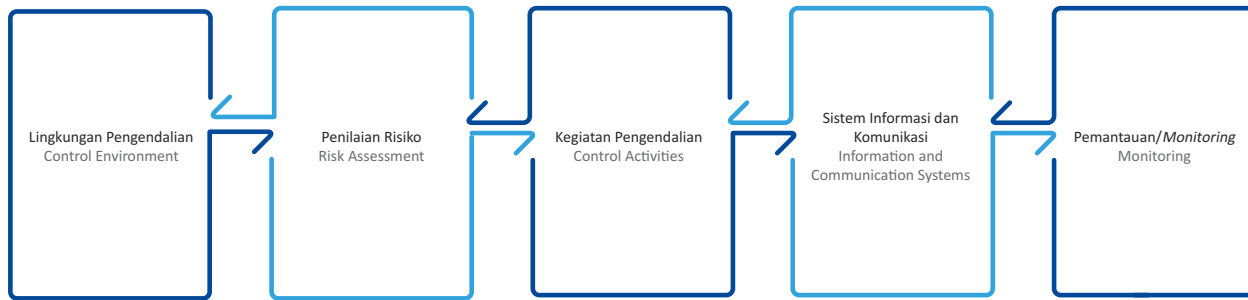 Lingkungan Pengendalian
Control Environment
Penilaian Risiko
Risk Assessment
Kegiatan Pengendalian
Control Activities
Sistem Informasi dan
Komunikasi
Information and
Communication Systems
Pemantauan/Monitoring
Monitoring